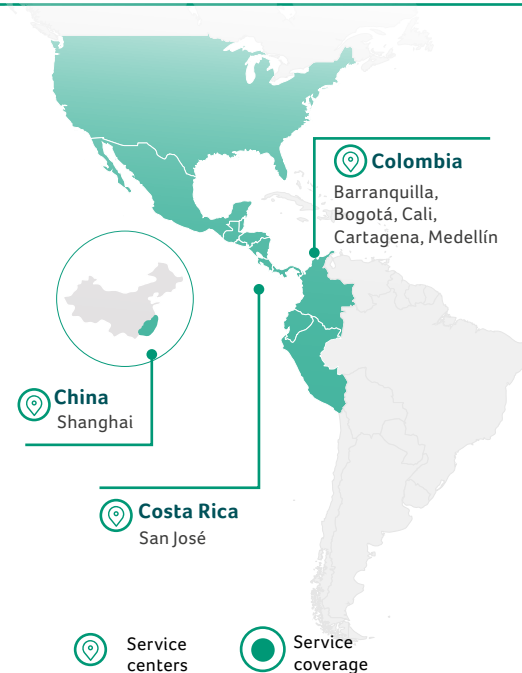 Colombia
Barranquilla,
Bogotá, Cali,
Cartagena, Medellín
China
Shanghai
Costa Rica
San José
Service
centers
Service
coverage